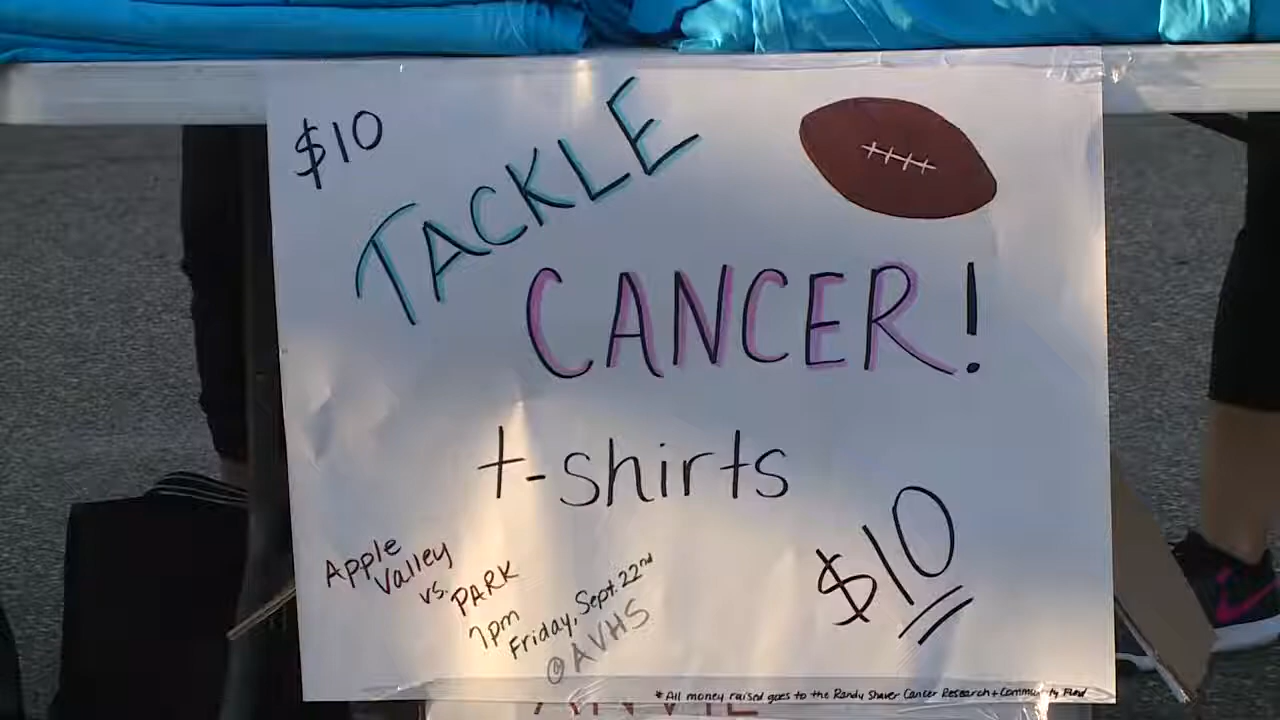 $10
TACKLE
CANCER!
t-shirts
$10
Apple
Valley
vs.
PARK
7pm
Friday, Sept. 22nd
@AVHS
* All money raised goes to the Randy Shaver Cancer Research + Community Fund